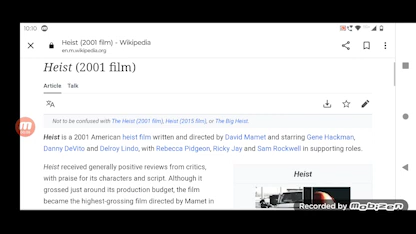 10:10
Heist (2001 film) - Wikipedia
en.m.wikipedia.org
Heist (2001 film)
Article Talk
Not to be confused with The Heist (2001 film), Heist (2015 film), or The Big Heist.
Heist is a 2001 American heist film written and directed by David Mamet and starring Gene Hackman,
Danny DeVito and Delroy Lindo, with Rebecca Pidgeon, Ricky Jay and Sam Rockwell in supporting roles.
Heist received generally positive reviews from critics,
with praise for its characters and script. Although it
grossed just around its production budget, the film
became the highest-grossing film directed by Mamet in
Heist
Recorded by Mobizen